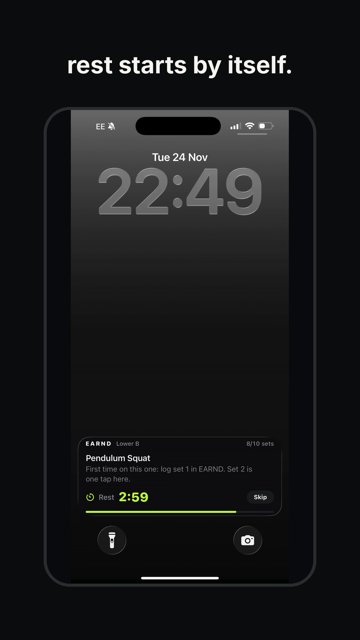 rest starts by itself.
EE
Tue 24 Nov
22:49
EARND Lower B 8/10 sets
Pendulum Squat
First time on this one: log set 1 in EARND. Set 2 is
one tap here.
Rest 2:59 Skip